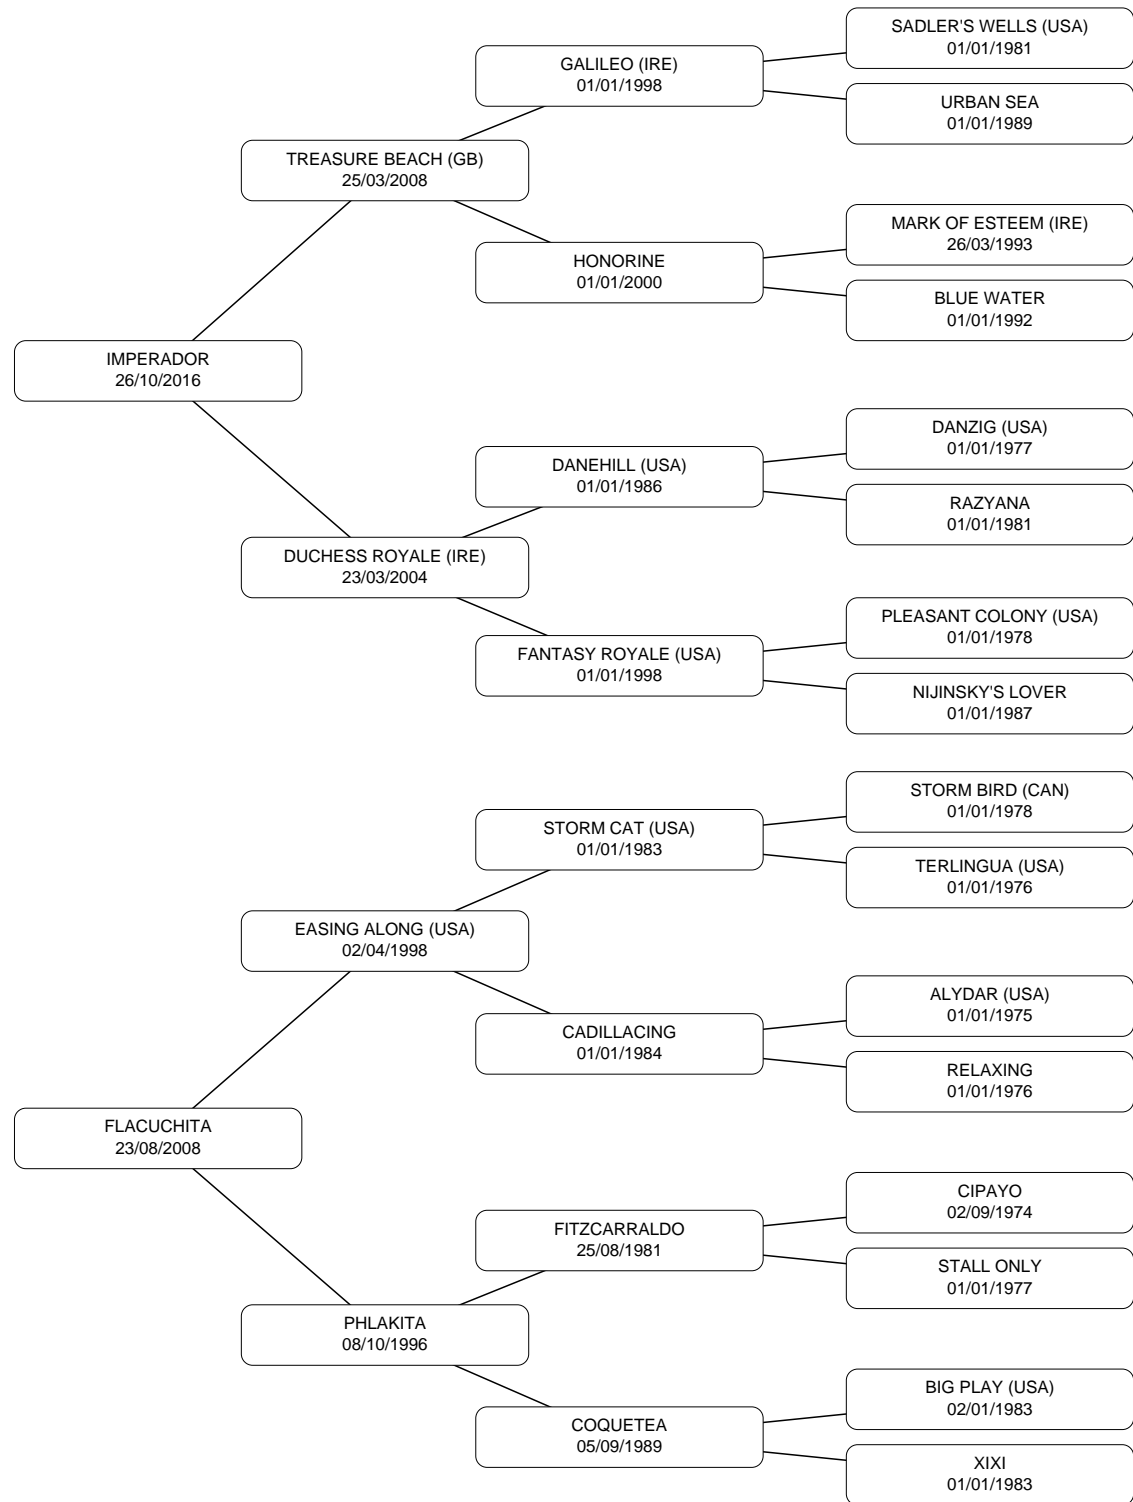 SADLER'S WELLS (USA)
01/01/1981
GALILEO (IRE)
01/01/1998
URBAN SEA
01/01/1989
TREASURE BEACH (GB)
25/03/2008
MARK OF ESTEEM (IRE)
26/03/1993
HONORINE
01/01/2000
BLUE WATER
01/01/1992
IMPERADOR
26/10/2016
DANZIG (USA)
01/01/1977
DANEHILL (USA)
01/01/1986
RAZYANA
01/01/1981
DUCHESS ROYALE (IRE)
23/03/2004
PLEASANT COLONY (USA)
01/01/1978
FANTASY ROYALE (USA)
01/01/1998
NIJINSKY'S LOVER
01/01/1987
STORM BIRD (CAN)
01/01/1978
STORM CAT (USA)
01/01/1983
TERLINGUA (USA)
01/01/1976
EASING ALONG (USA)
02/04/1998
ALYDAR (USA)
01/01/1975
CADILLACING
01/01/1984
RELAXING
01/01/1976
FLACUCHITA
23/08/2008
CIPAYO
02/09/1974
FITZCARRALDO
25/08/1981
STALL ONLY
01/01/1977
PHLAKITA
08/10/1996
BIG PLAY (USA)
02/01/1983
COQUETEA
05/09/1989
XIXI
01/01/1983